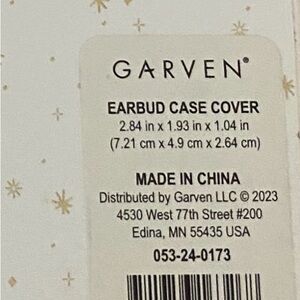 GARVEN®
EARBUD CASE COVER
2.84 in x 1.93 in x 1.04 in
(7.21 cm x 4.9 cm x 2.64 cm)
MADE IN CHINA
Distributed by Garven LLC © 2023
4530 West 77th Street #200
Edina, MN 55435 USA
053-24-0173